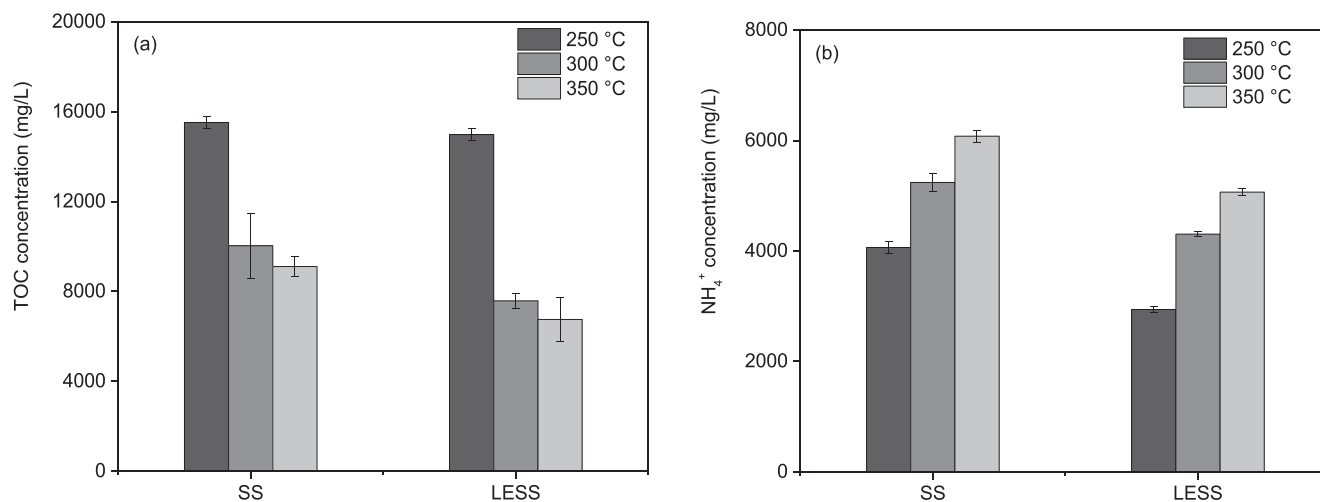 (a)
250 °C
300 °C
350 °C
TOC concentration (mg/L)
20000
16000
12000
8000
4000
0
SS
LESS
(b)
250 °C
300 °C
350 °C
NH₄⁺ concentration (mg/L)
8000
6000
4000
2000
0
SS
LESS